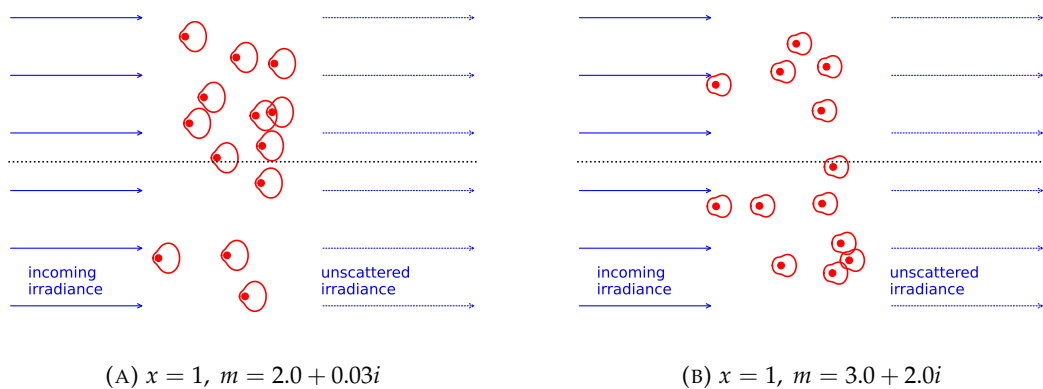 incoming
irradiance
unscattered
irradiance
incoming
irradiance
unscattered
irradiance
(A) x = 1, m = 2.0 + 0.03i
(B) x = 1, m = 3.0 + 2.0i